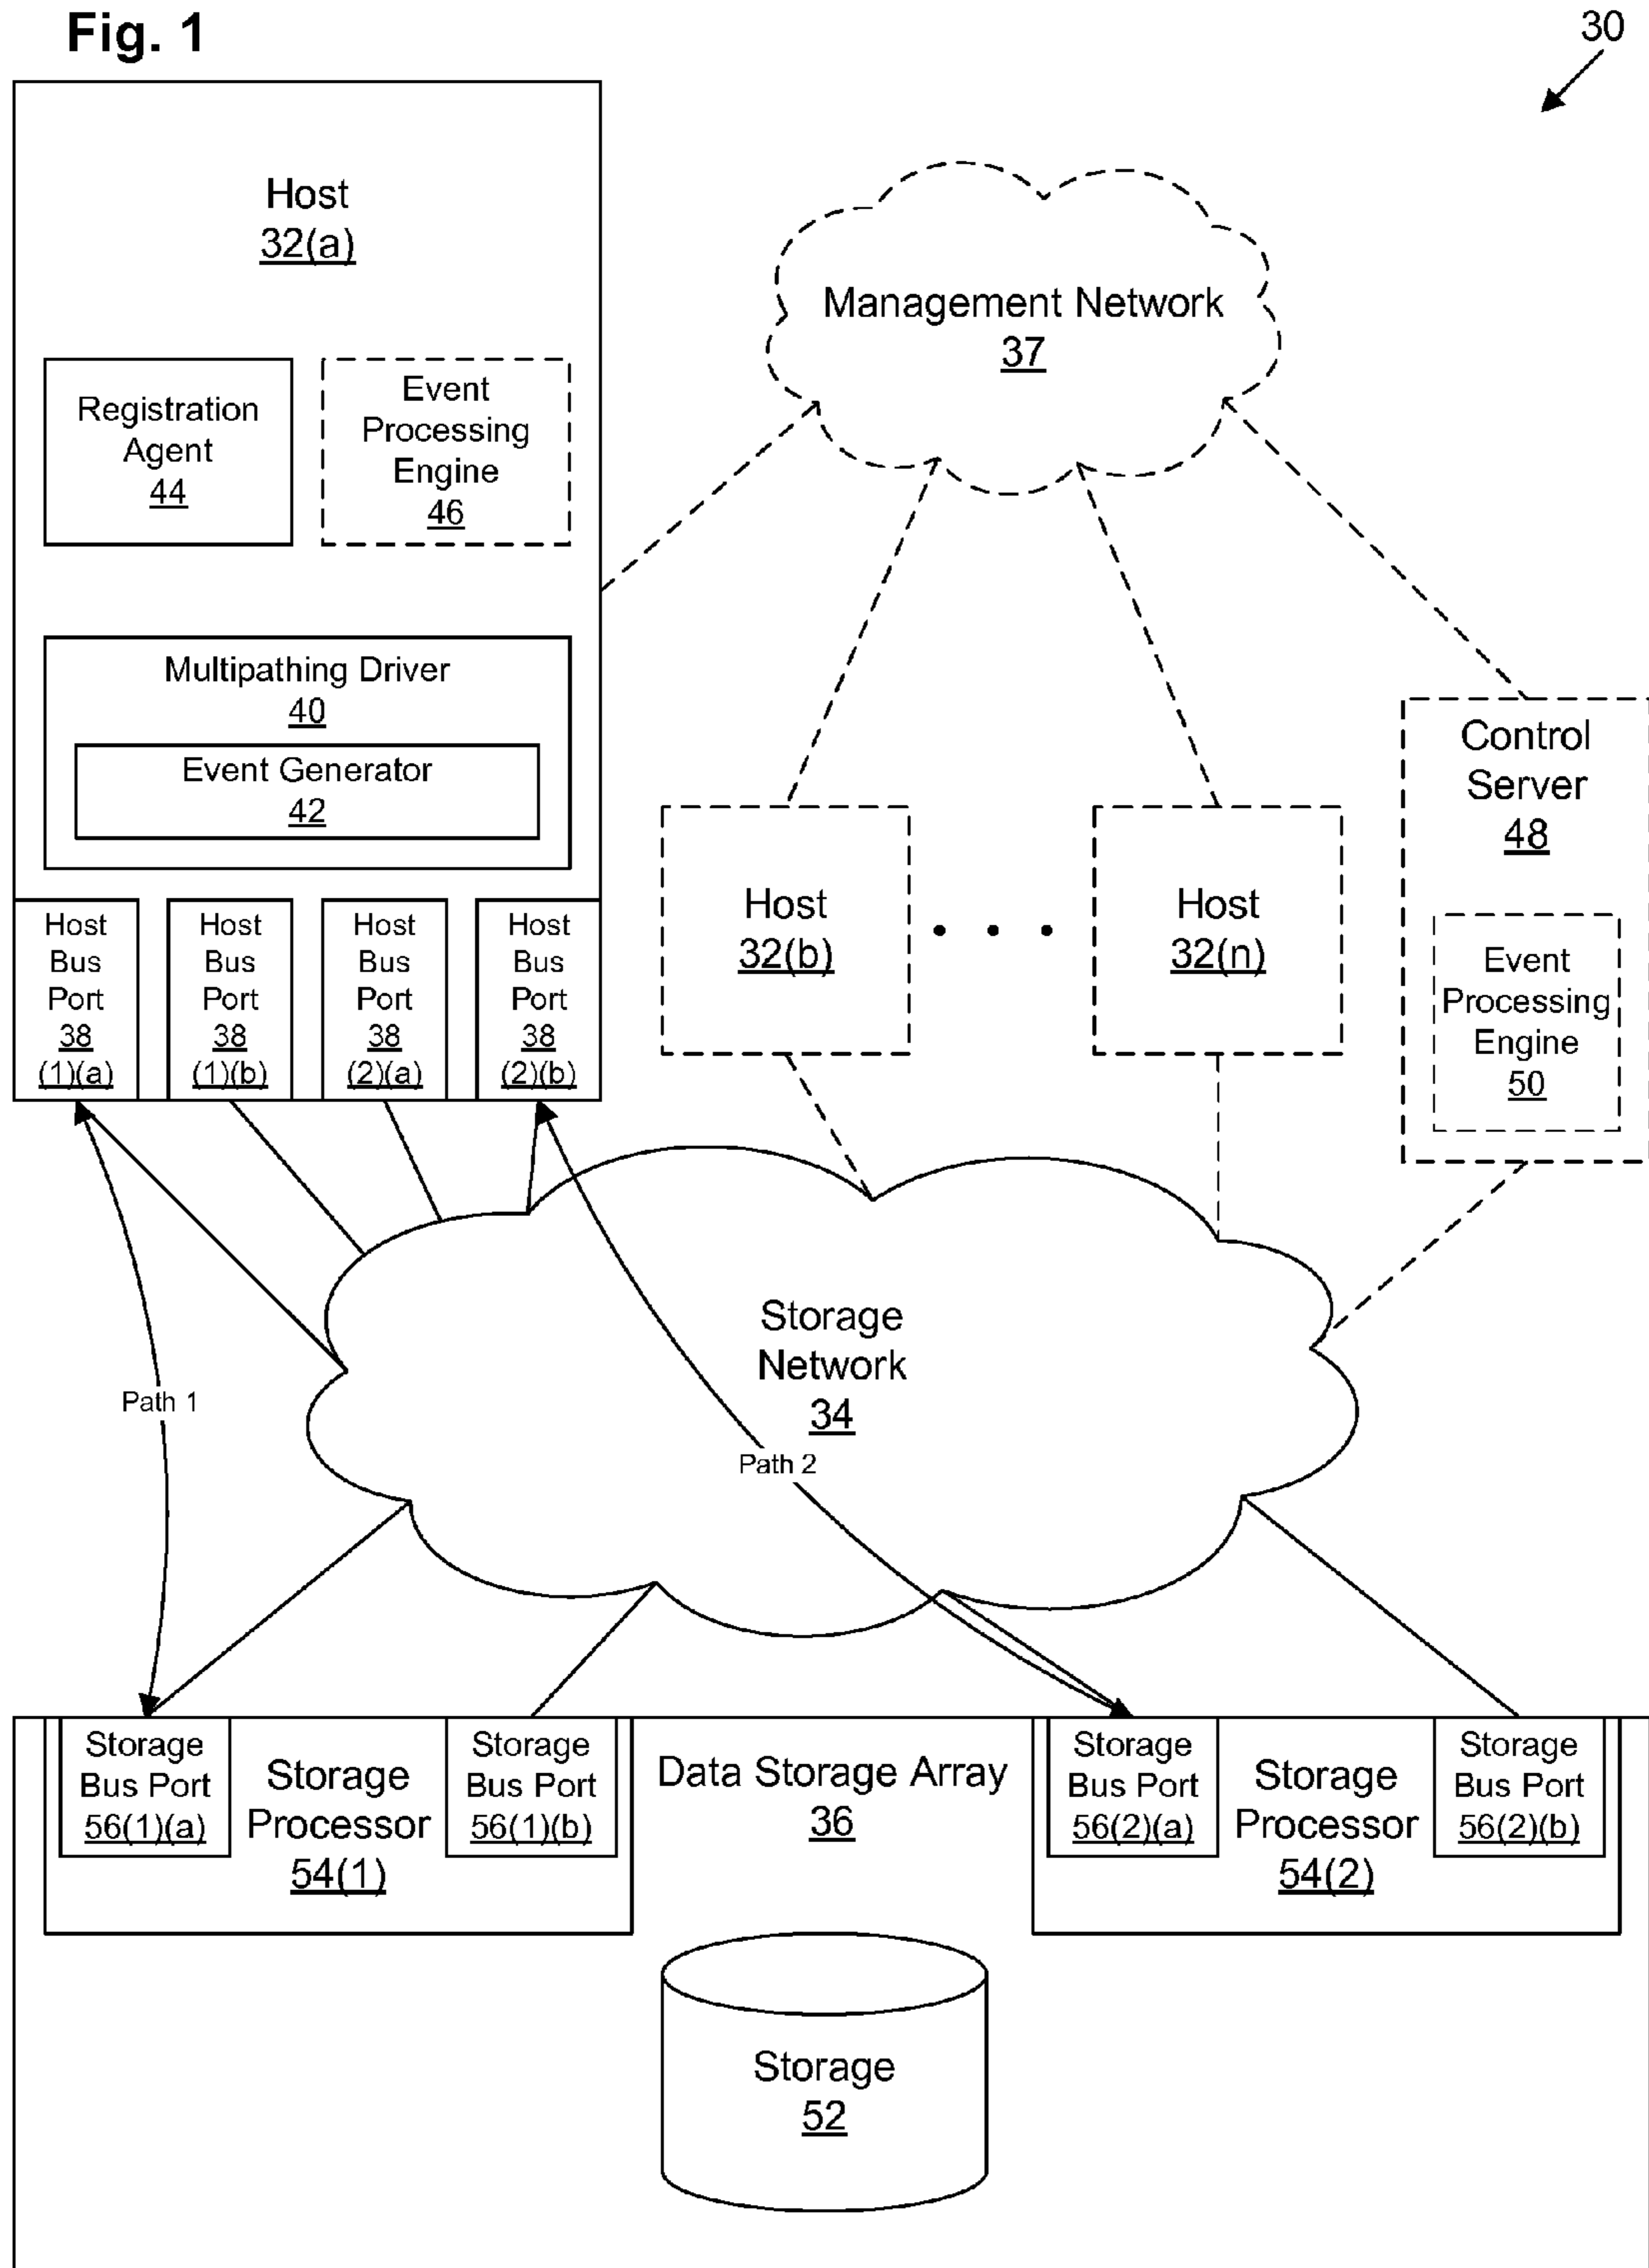 Fig. 1
30
Host
32(a)
Management Network
37
Registration
Agent
44
Event
Processing
Engine
46
Multipathing Driver
40
Event Generator
42
Control
Server
48
Host
32(b)
. . .
Host
32(n)
Event
Processing
Engine
50
Host
Bus
Port
38
(1)(a)
Host
Bus
Port
38
(1)(b)
Host
Bus
Port
38
(2)(a)
Host
Bus
Port
38
(2)(b)
Storage
Network
34
Path 1
Path 2
Storage
Bus Port
56(1)(a)
Storage
Processor
54(1)
Storage
Bus Port
56(1)(b)
Data Storage Array
36
Storage
Bus Port
56(2)(a)
Storage
Processor
54(2)
Storage
Bus Port
56(2)(b)
Storage
52